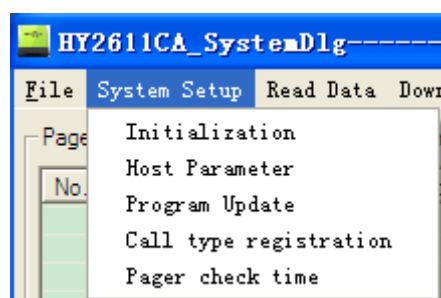 HY2611CA_SystemDlg----
File System Setup Read Data Down
Page
No.
Initialization
Host Parameter
Program Update
Call type registration
Pager check time